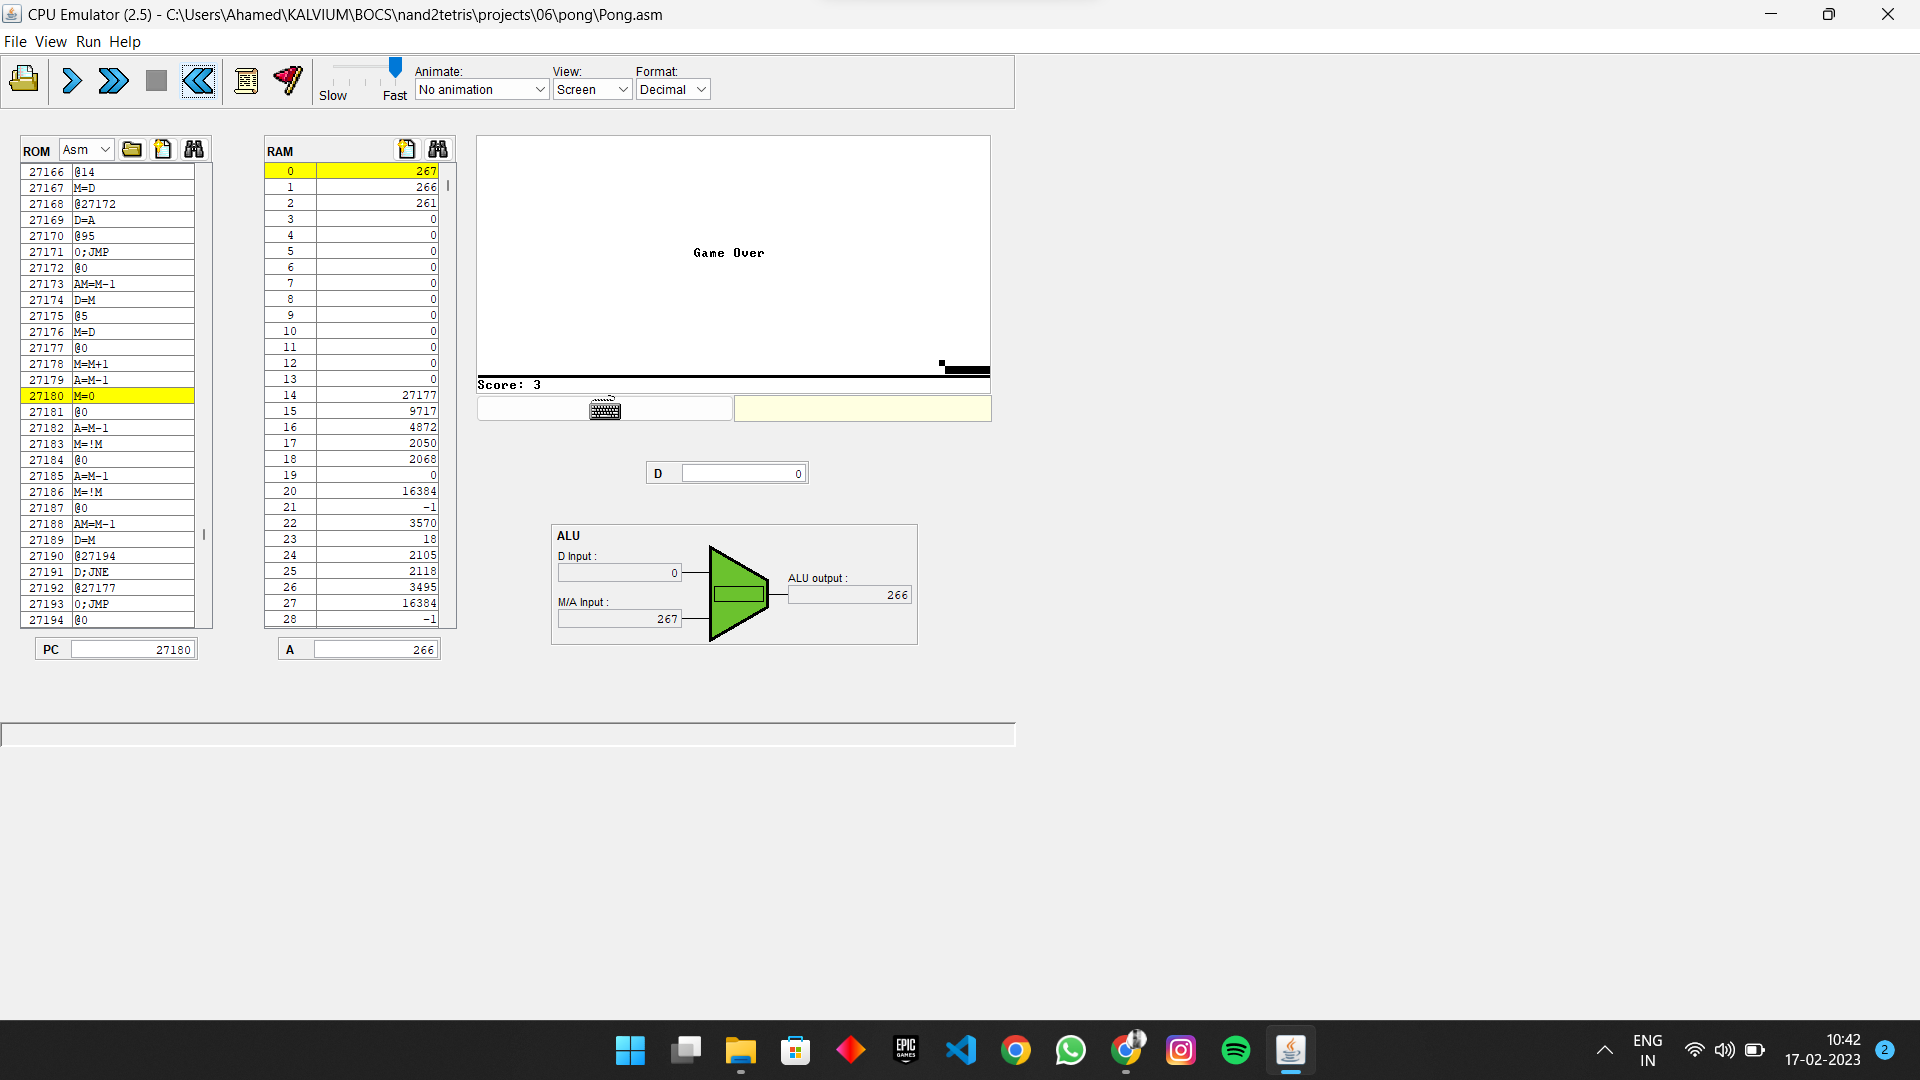 CPU Emulator (2.5) - C:\Users\Ahamed\KALVIUM\BOCS\nand2tetris\projects\06\pong\Pong.asm
File View Run Help
Slow Fast
Animate: View: Format:
No animation Screen Decimal
ROM Asm
27166 @14
27167 M=D
27168 @27172
27169 D=A
27170 @95
27171 0;JMP
27172 @0
27173 AM=M-1
27174 D=M
27175 @5
27176 M=D
27177 @0
27178 M=M+1
27179 A=M-1
27180 M=0
27181 @0
27182 A=M-1
27183 M=!M
27184 @0
27185 A=M-1
27186 M=!M
27187 @0
27188 AM=M-1
27189 D=M
27190 @27194
27191 D;JNE
27192 @27177
27193 0;JMP
27194 @0
PC 27180
RAM
0 267
1 266
2 261
3 0
4 0
5 0
6 0
7 0
8 0
9 0
10 0
11 0
12 0
13 0
14 27177
15 9717
16 4872
17 2050
18 2068
19 0
20 16384
21 -1
22 3570
23 18
24 2105
25 2118
26 3495
27 16384
28 -1
A 266
Game Over
Score: 3
D 0
ALU
D Input :
0
M/A Input :
267
ALU output :
266
EPIC
GAMES
ENG
IN
10:42
17-02-2023
2